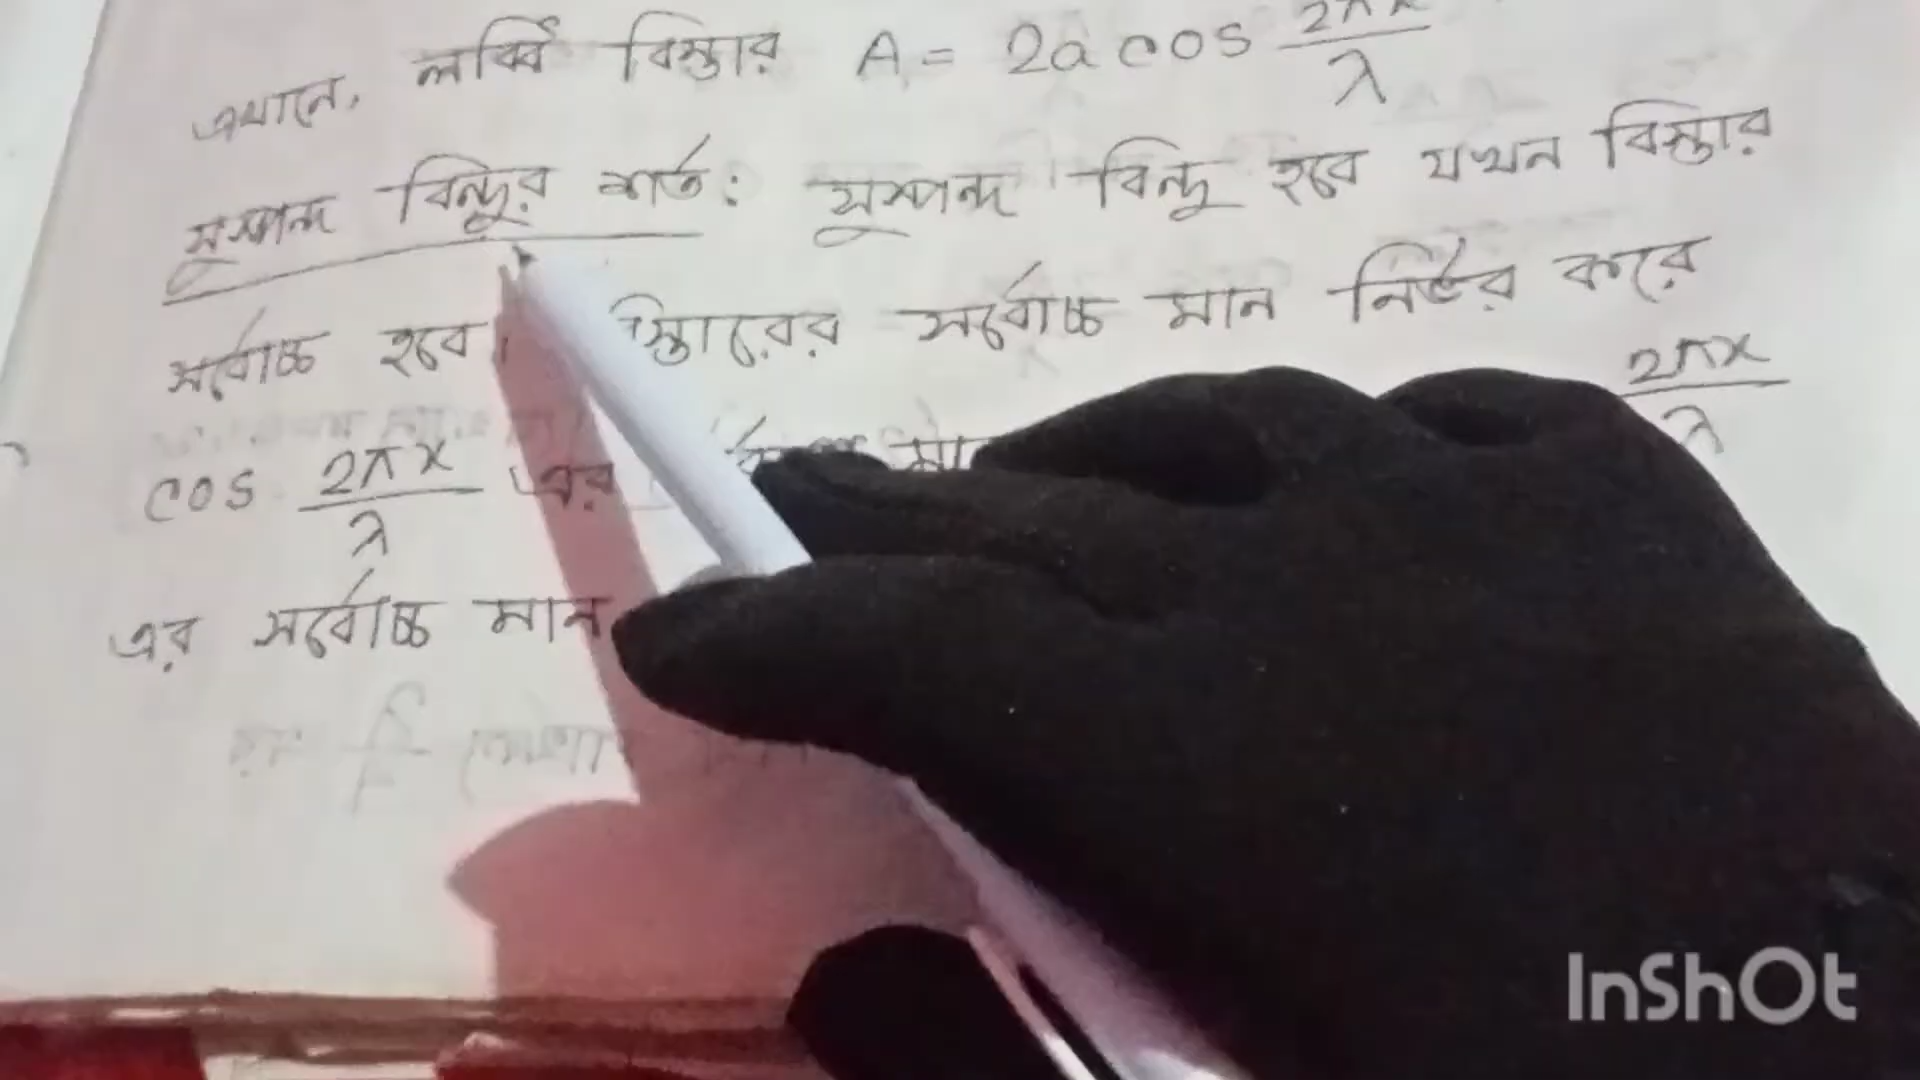 এখানে, লব্ধি বিস্তার A = 2a cos 2πx/λ
সুস্পন্দ বিন্দুর শর্ত: সুস্পন্দ বিন্দু হবে যখন বিস্তার
সর্বোচ্চ হবে। স্তারের সর্বোচ্চ মান নির্ভর করে
cos 2πx/λ এর মা 2πx/λ
এর সর্বোচ্চ মান
InShOt